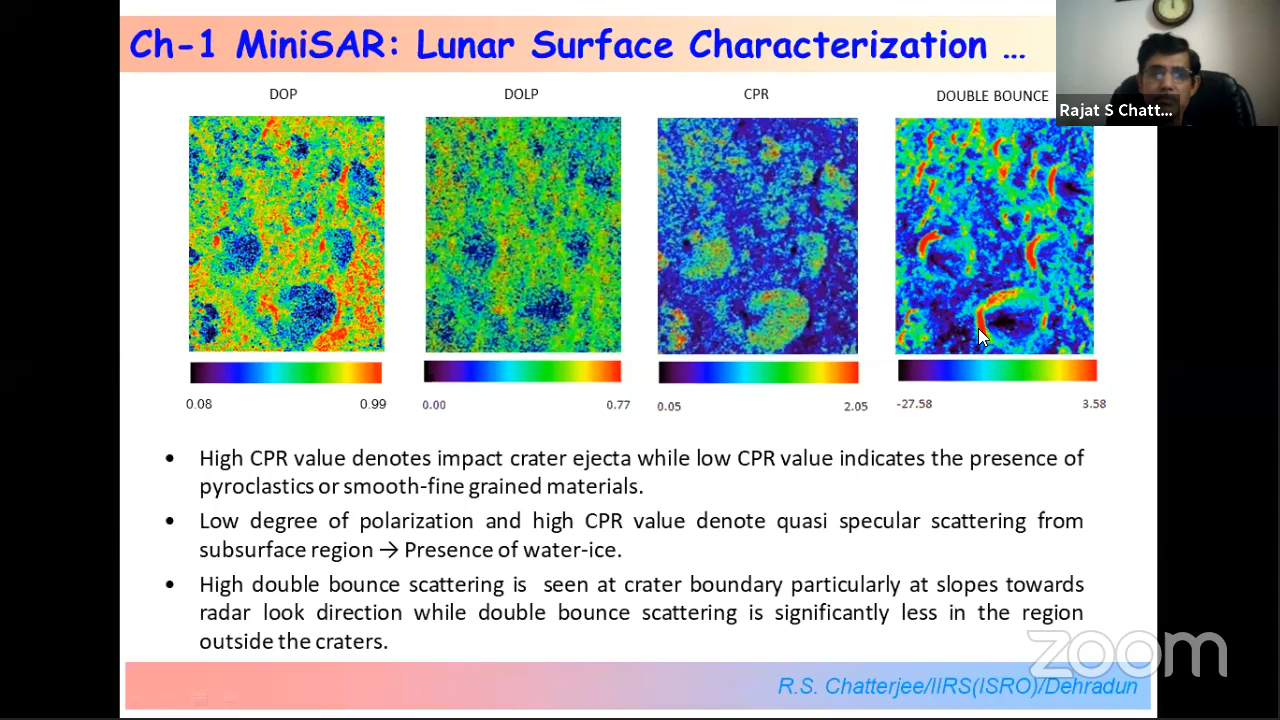 Ch-1 MiniSAR: Lunar Surface Characterization …
Rajat S Chatt...
DOP
DOLP
CPR
DOUBLE BOUNCE
0.08 0.99
0.00 0.77
0.05 2.05
-27.58 3.58
• High CPR value denotes impact crater ejecta while low CPR value indicates the presence of
pyroclastics or smooth-fine grained materials.
• Low degree of polarization and high CPR value denote quasi specular scattering from
subsurface region → Presence of water-ice.
• High double bounce scattering is seen at crater boundary particularly at slopes towards
radar look direction while double bounce scattering is significantly less in the region
outside the craters.
zoom
R.S. Chatterjee/IIRS(ISRO)/Dehradun